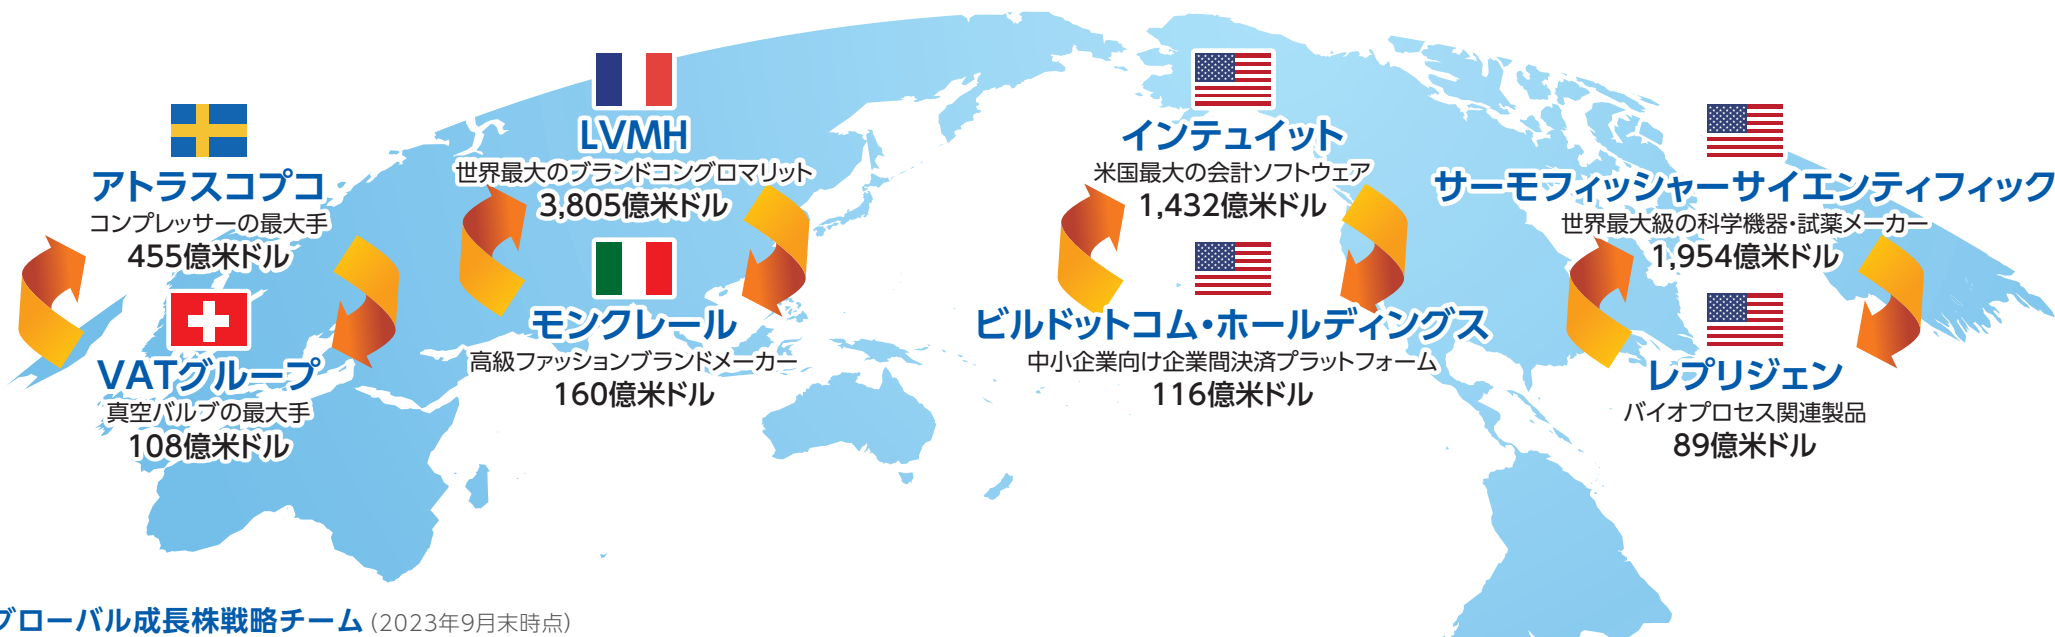 アトラスコプコ
コンプレッサーの最大手
455億米ドル
VATグループ
真空バルブの最大手
108億米ドル
LVMH
世界最大のブランドコングロマリット
3,805億米ドル
モンクレール
高級ファッションブランドメーカー
160億米ドル
インテュイット
米国最大の会計ソフトウェア
1,432億米ドル
ビルドットコム・ホールディングス
中小企業向け企業間決済プラットフォーム
116億米ドル
サーモフィッシャーサイエンティフィック
世界最大級の科学機器・試薬メーカー
1,954億米ドル
レプリジェン
バイオプロセス関連製品
89億米ドル
グローバル成長株戦略チーム（2023年9月末時点）